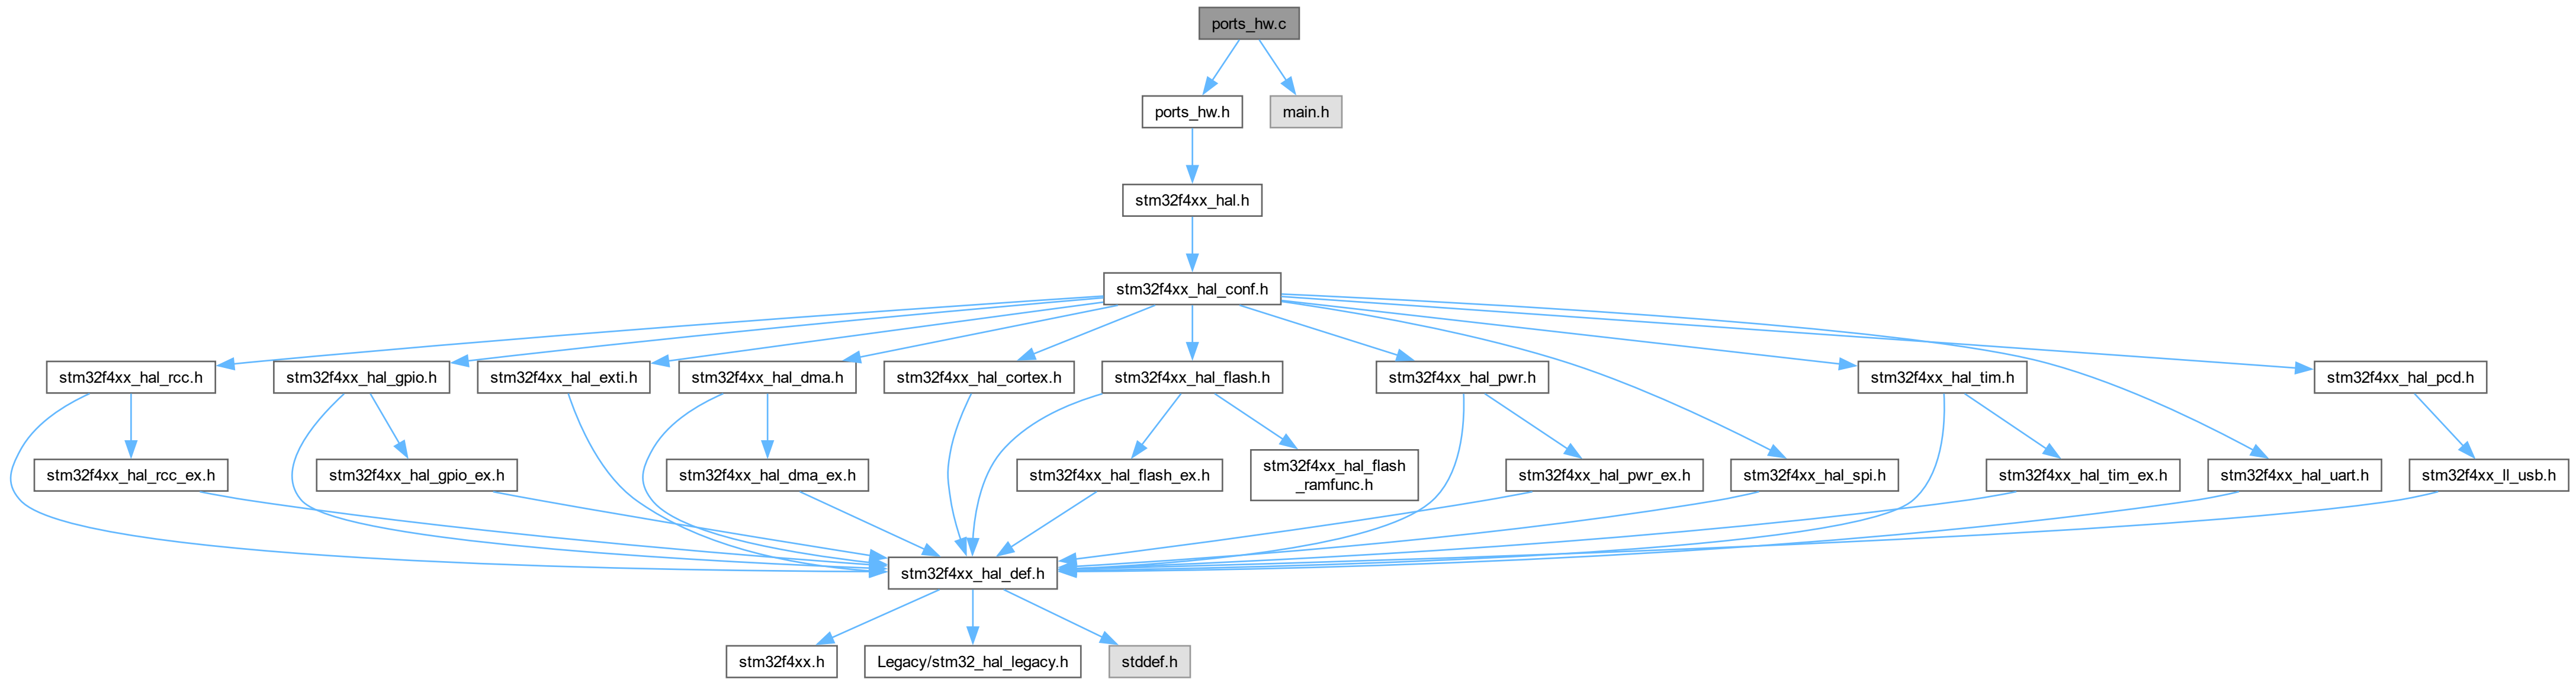 ports_hw.c
ports_hw.h
main.h
stm32f4xx_hal.h
stm32f4xx_hal_conf.h
stm32f4xx_hal_rcc.h
stm32f4xx_hal_gpio.h
stm32f4xx_hal_exti.h
stm32f4xx_hal_dma.h
stm32f4xx_hal_cortex.h
stm32f4xx_hal_flash.h
stm32f4xx_hal_pwr.h
stm32f4xx_hal_tim.h
stm32f4xx_hal_pcd.h
stm32f4xx_hal_rcc_ex.h
stm32f4xx_hal_gpio_ex.h
stm32f4xx_hal_dma_ex.h
stm32f4xx_hal_flash_ex.h
stm32f4xx_hal_flash
_ramfunc.h
stm32f4xx_hal_pwr_ex.h
stm32f4xx_hal_spi.h
stm32f4xx_hal_tim_ex.h
stm32f4xx_hal_uart.h
stm32f4xx_ll_usb.h
stm32f4xx_hal_def.h
stm32f4xx.h
Legacy/stm32_hal_legacy.h
stddef.h